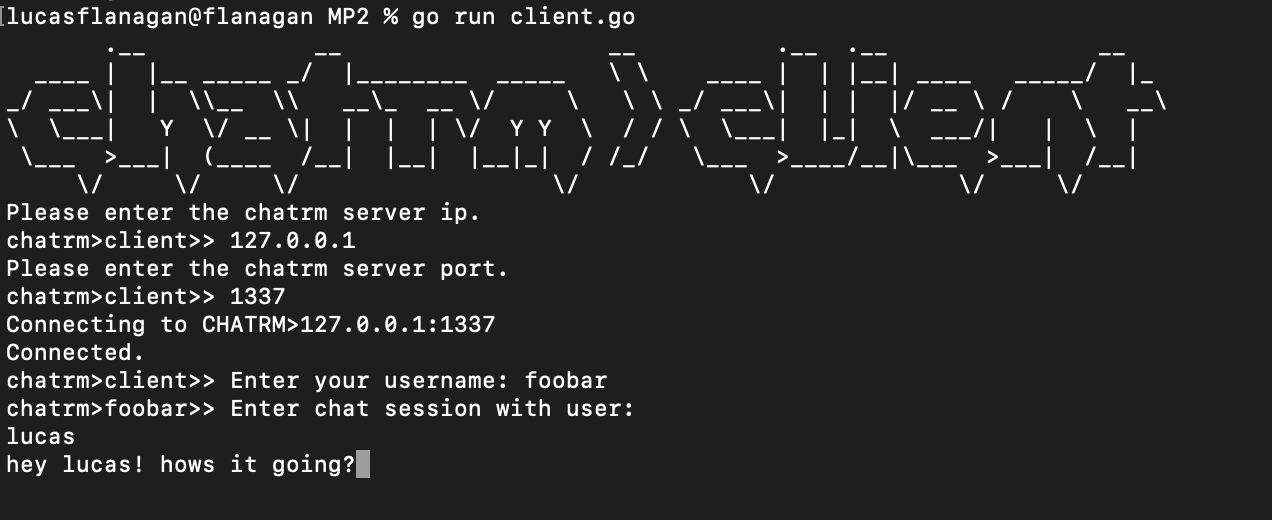 lucasflanagan@flanagan MP2 % go run client.go
chatrm>client
Please enter the chatrm server ip.
chatrm>client>> 127.0.0.1
Please enter the chatrm server port.
chatrm>client>> 1337
Connecting to CHATRM>127.0.0.1:1337
Connected.
chatrm>client>> Enter your username: foobar
chatrm>foobar>> Enter chat session with user:
lucas
hey lucas! hows it going?